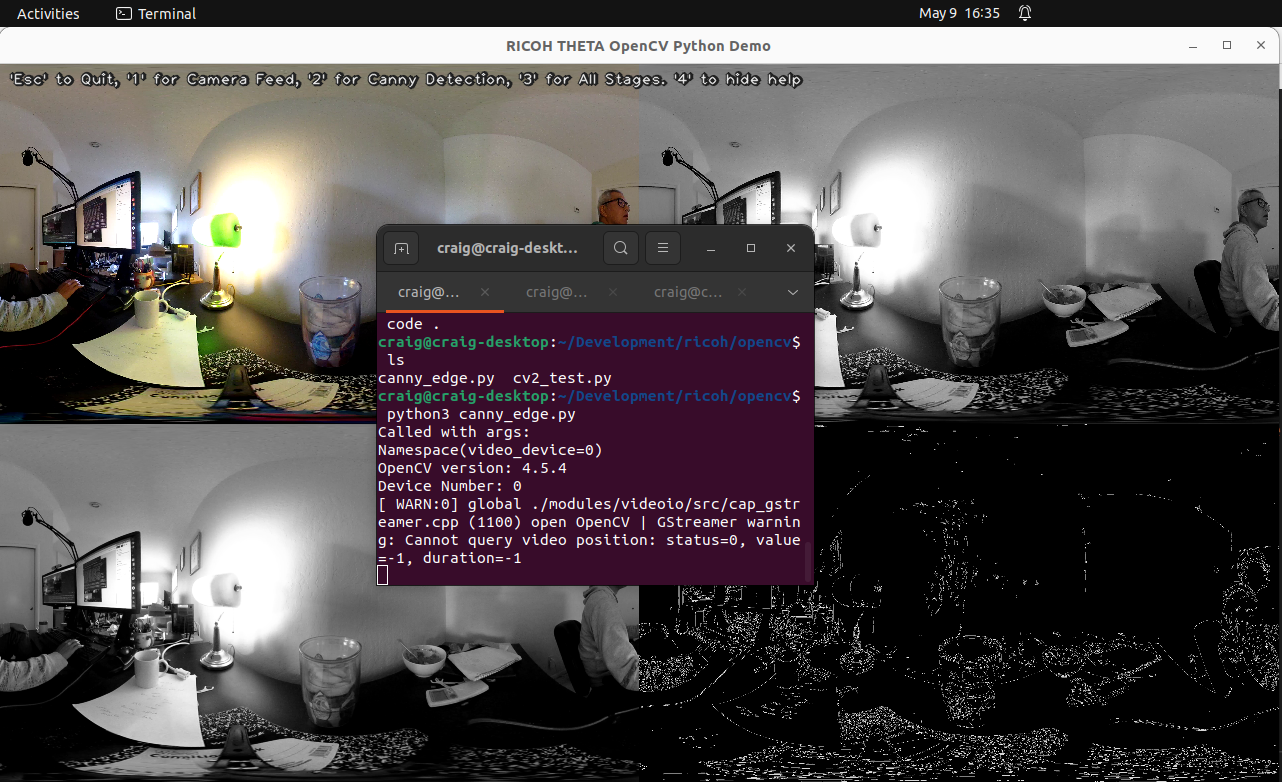 Activities
Terminal
May 9 16:35
RICOH THETA OpenCV Python Demo
'Esc' to Quit, '1' for Camera Feed, '2' for Canny Detection, '3' for All Stages. '4' to hide help
craig@craig-deskt...
craig@...
craig@...
craig@c...
code .
craig@craig-desktop:~/Development/ricoh/opencv$
ls
canny_edge.py  cv2_test.py
craig@craig-desktop:~/Development/ricoh/opencv$
python3 canny_edge.py
Called with args:
Namespace(video_device=0)
OpenCV version: 4.5.4
Device Number: 0
[ WARN:0] global ./modules/videoio/src/cap_gstr
eamer.cpp (1100) open OpenCV | GStreamer warnin
g: Cannot query video position: status=0, value
=-1, duration=-1